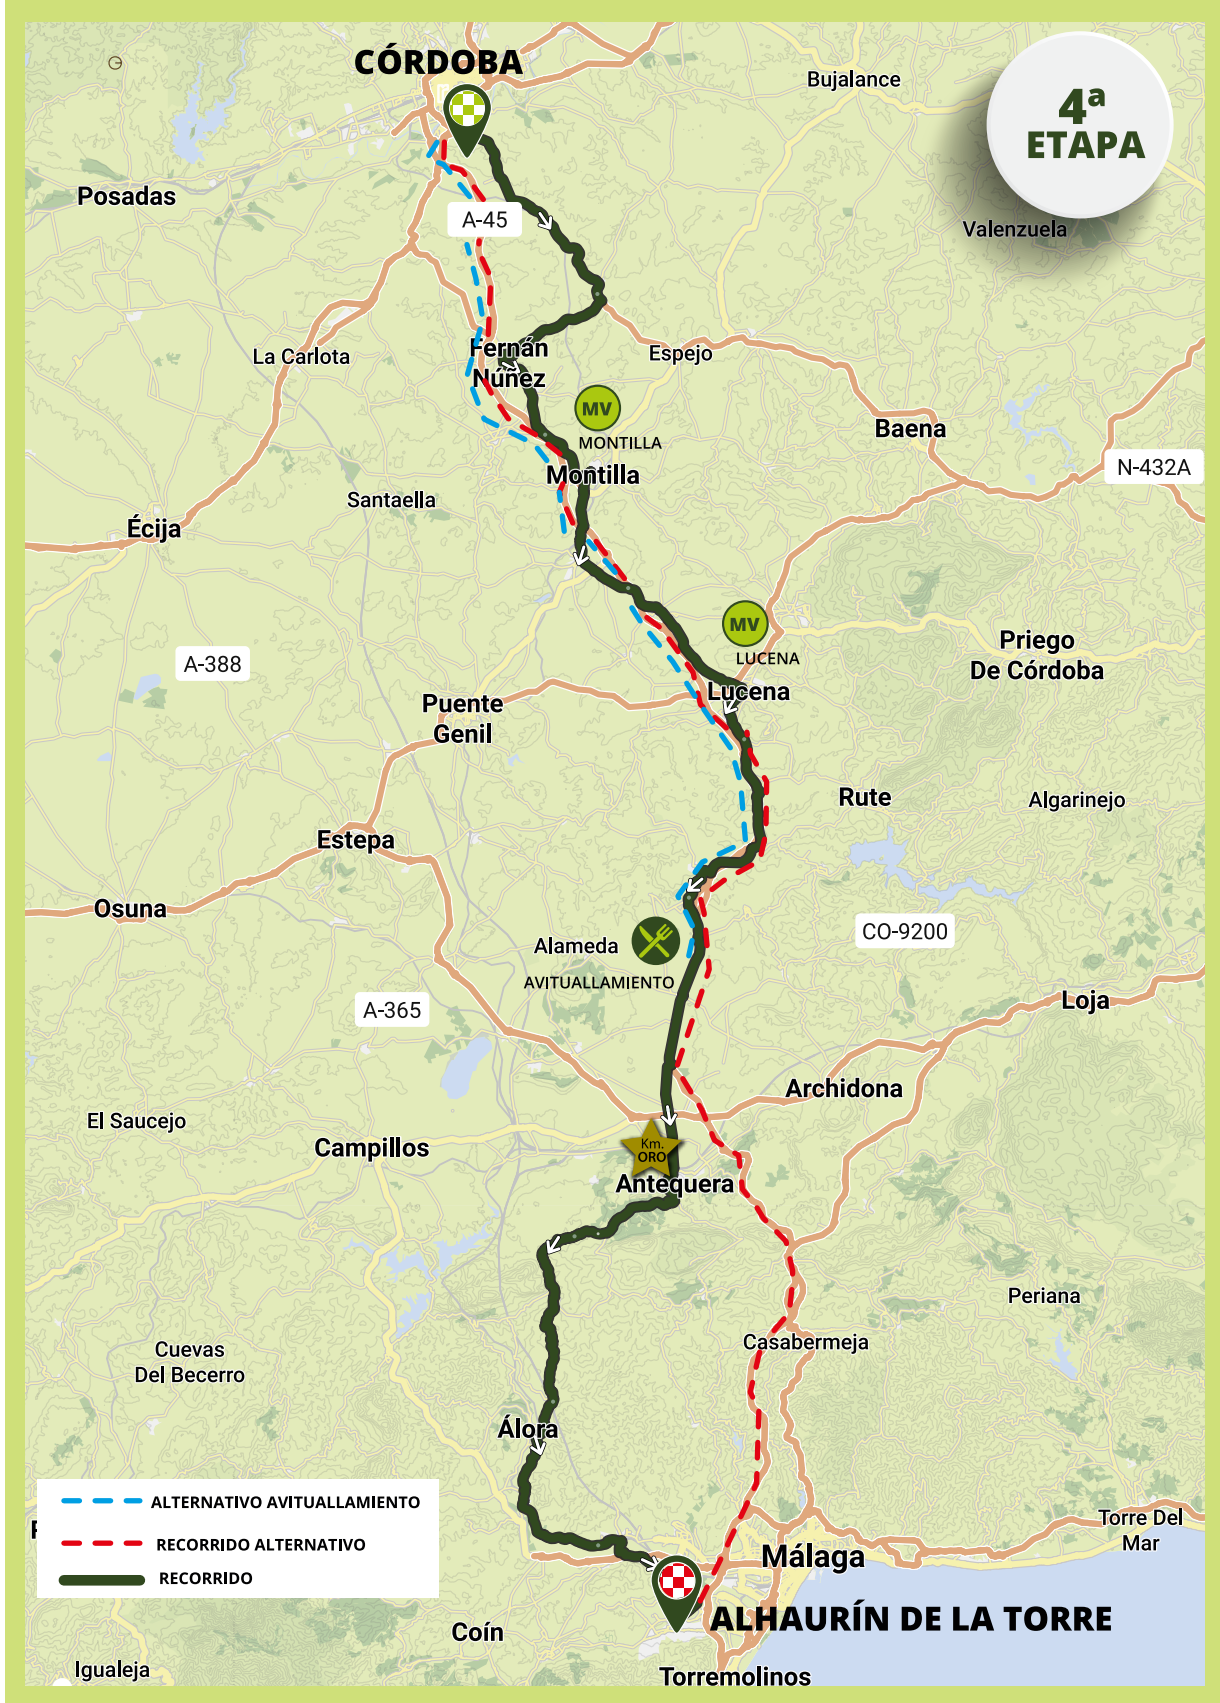 CÓRDOBA
Bujalance
4ª
ETAPA
Posadas
A-45
Valenzuela
La Carlota
Fernán
Núñez
Espejo
MV
MONTILLA
Baena
Montilla
N-432A
Santaella
Écija
MV
LUCENA
Priego
De Córdoba
A-388
Lucena
Puente
Genil
Rute
Algarinejo
Estepa
Osuna
CO-9200
Alameda
AVITUALLAMIENTO
A-365
Loja
Archidona
El Saucejo
Campillos
Km.
ORO
Antequera
Periana
Cuevas
Del Becerro
Casabermeja
Álora
ALTERNATIVO AVITUALLAMIENTO
RECORRIDO ALTERNATIVO
RECORRIDO
Torre Del
Mar
Málaga
ALHAURÍN DE LA TORRE
Coín
Igualeja
Torremolinos